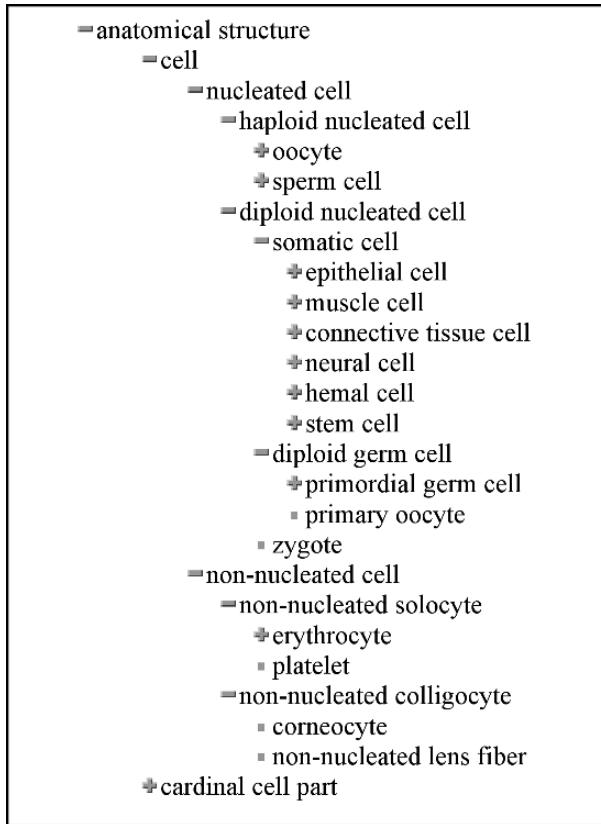 anatomical structure
cell
nucleated cell
haploid nucleated cell
oocyte
sperm cell
diploid nucleated cell
somatic cell
epithelial cell
muscle cell
connective tissue cell
neural cell
hemal cell
stem cell
diploid germ cell
primordial germ cell
primary oocyte
zygote
non-nucleated cell
non-nucleated solocyte
erythrocyte
platelet
non-nucleated colligocyte
corneocyte
non-nucleated lens fiber
cardinal cell part